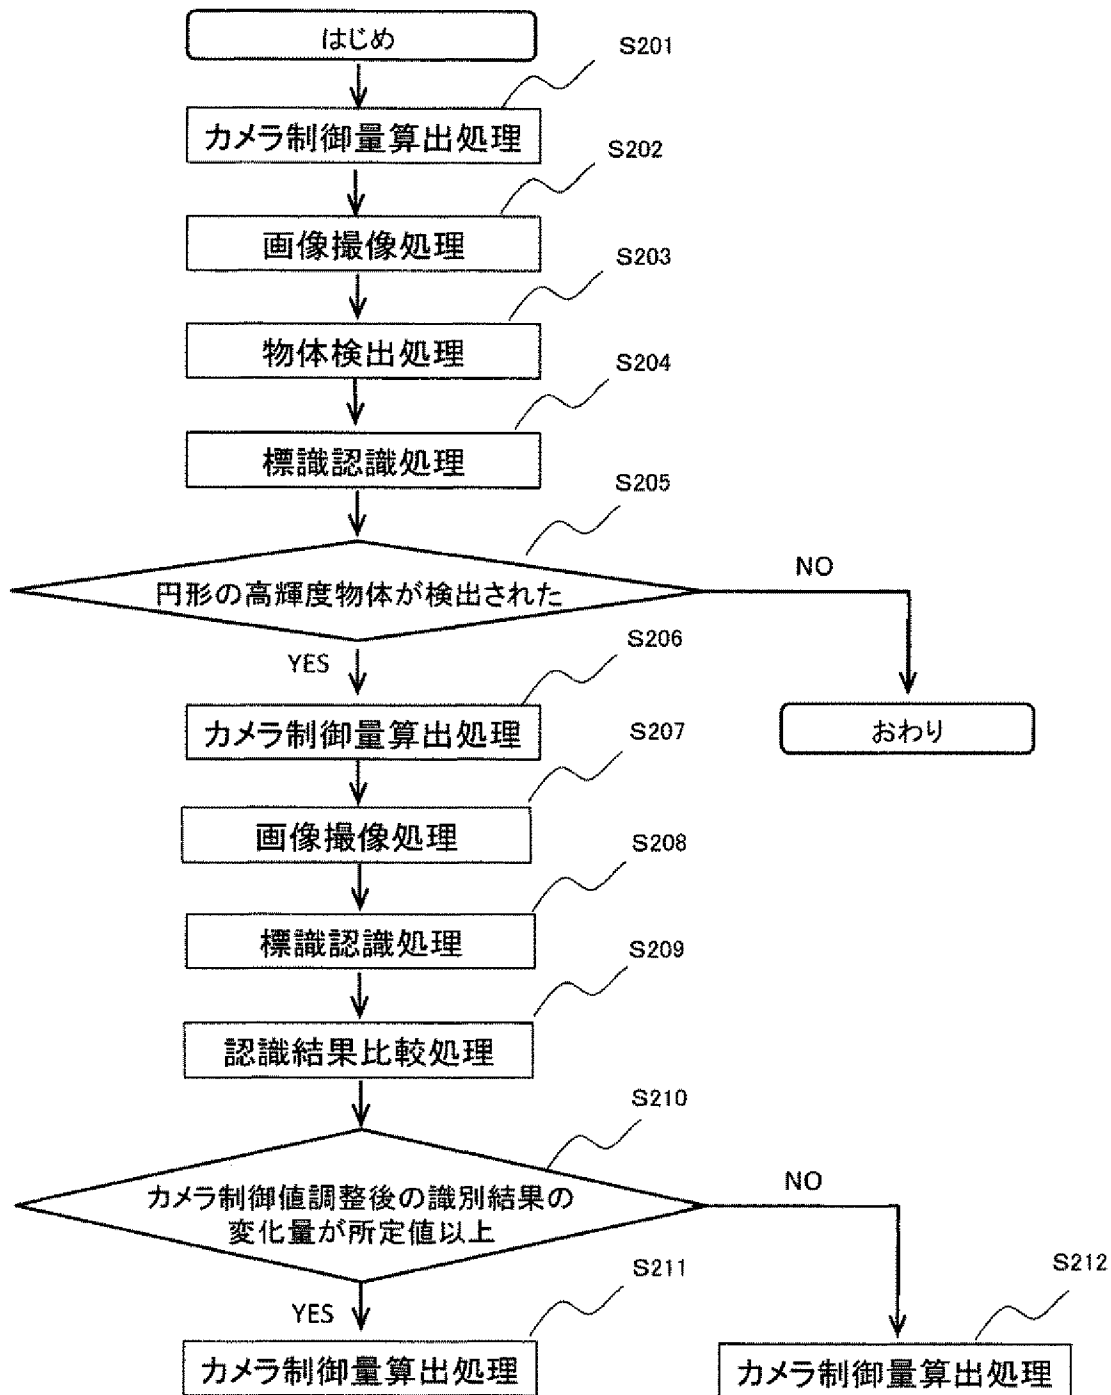 はじめ
S201
カメラ制御量算出処理
S202
画像撮像処理
S203
物体検出処理
S204
標識認識処理
S205
円形の高輝度物体が検出された
NO
YES
S206
カメラ制御量算出処理
おわり
S207
画像撮像処理
S208
標識認識処理
S209
認識結果比較処理
S210
カメラ制御値調整後の識別結果の
変化量が所定値以上
NO
YES
S211
カメラ制御量算出処理
S212
カメラ制御量算出処理